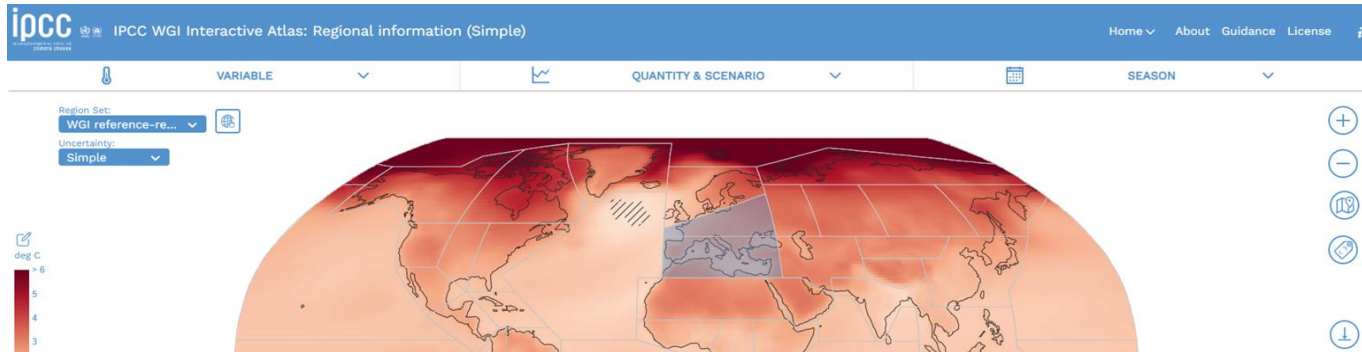 ipcc
IPCC WGI Interactive Atlas: Regional information (Simple)
Home About Guidance License
VARIABLE
QUANTITY & SCENARIO
SEASON
Region Set:
WGI reference-re...
Uncertainty:
Simple
deg C
> 6
5
4
3